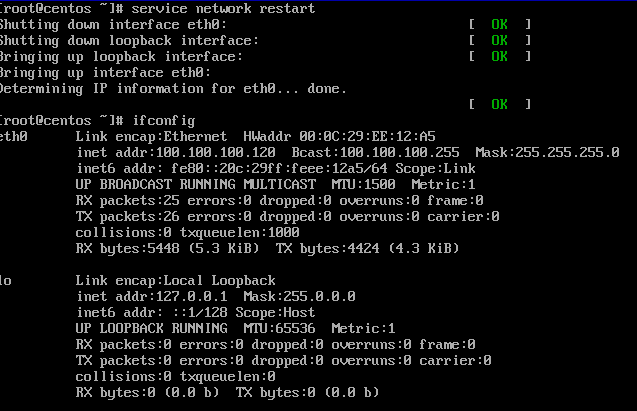 [root@centos ~]# service network restart
Shutting down interface eth0: [ OK ]
Shutting down loopback interface: [ OK ]
Bringing up loopback interface: [ OK ]
Bringing up interface eth0:
Determining IP information for eth0... done.
[ OK ]
[root@centos ~]# ifconfig
eth0 Link encap:Ethernet HWaddr 00:0C:29:EE:12:A5
inet addr:100.100.100.120 Bcast:100.100.100.255 Mask:255.255.255.0
inet6 addr: fe80::20c:29ff:feee:12a5/64 Scope:Link
UP BROADCAST RUNNING MULTICAST MTU:1500 Metric:1
RX packets:25 errors:0 dropped:0 overruns:0 frame:0
TX packets:26 errors:0 dropped:0 overruns:0 carrier:0
collisions:0 txqueuelen:1000
RX bytes:5448 (5.3 KiB) TX bytes:4424 (4.3 KiB)
lo Link encap:Local Loopback
inet addr:127.0.0.1 Mask:255.0.0.0
inet6 addr: ::1/128 Scope:Host
UP LOOPBACK RUNNING MTU:65536 Metric:1
RX packets:0 errors:0 dropped:0 overruns:0 frame:0
TX packets:0 errors:0 dropped:0 overruns:0 carrier:0
collisions:0 txqueuelen:0
RX bytes:0 (0.0 b) TX bytes:0 (0.0 b)